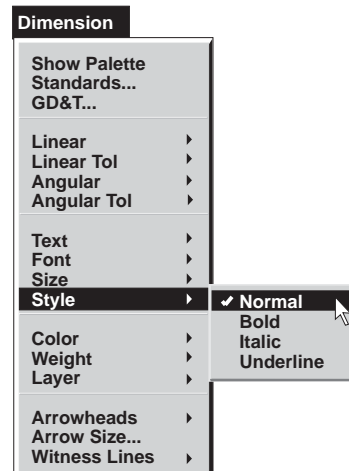 Dimension
Show Palette
Standards...
GD&T...
Linear
Linear Tol
Angular
Angular Tol
Text
Font
Size
Style
Normal
Bold
Italic
Underline
Color
Weight
Layer
Arrowheads
Arrow Size...
Witness Lines